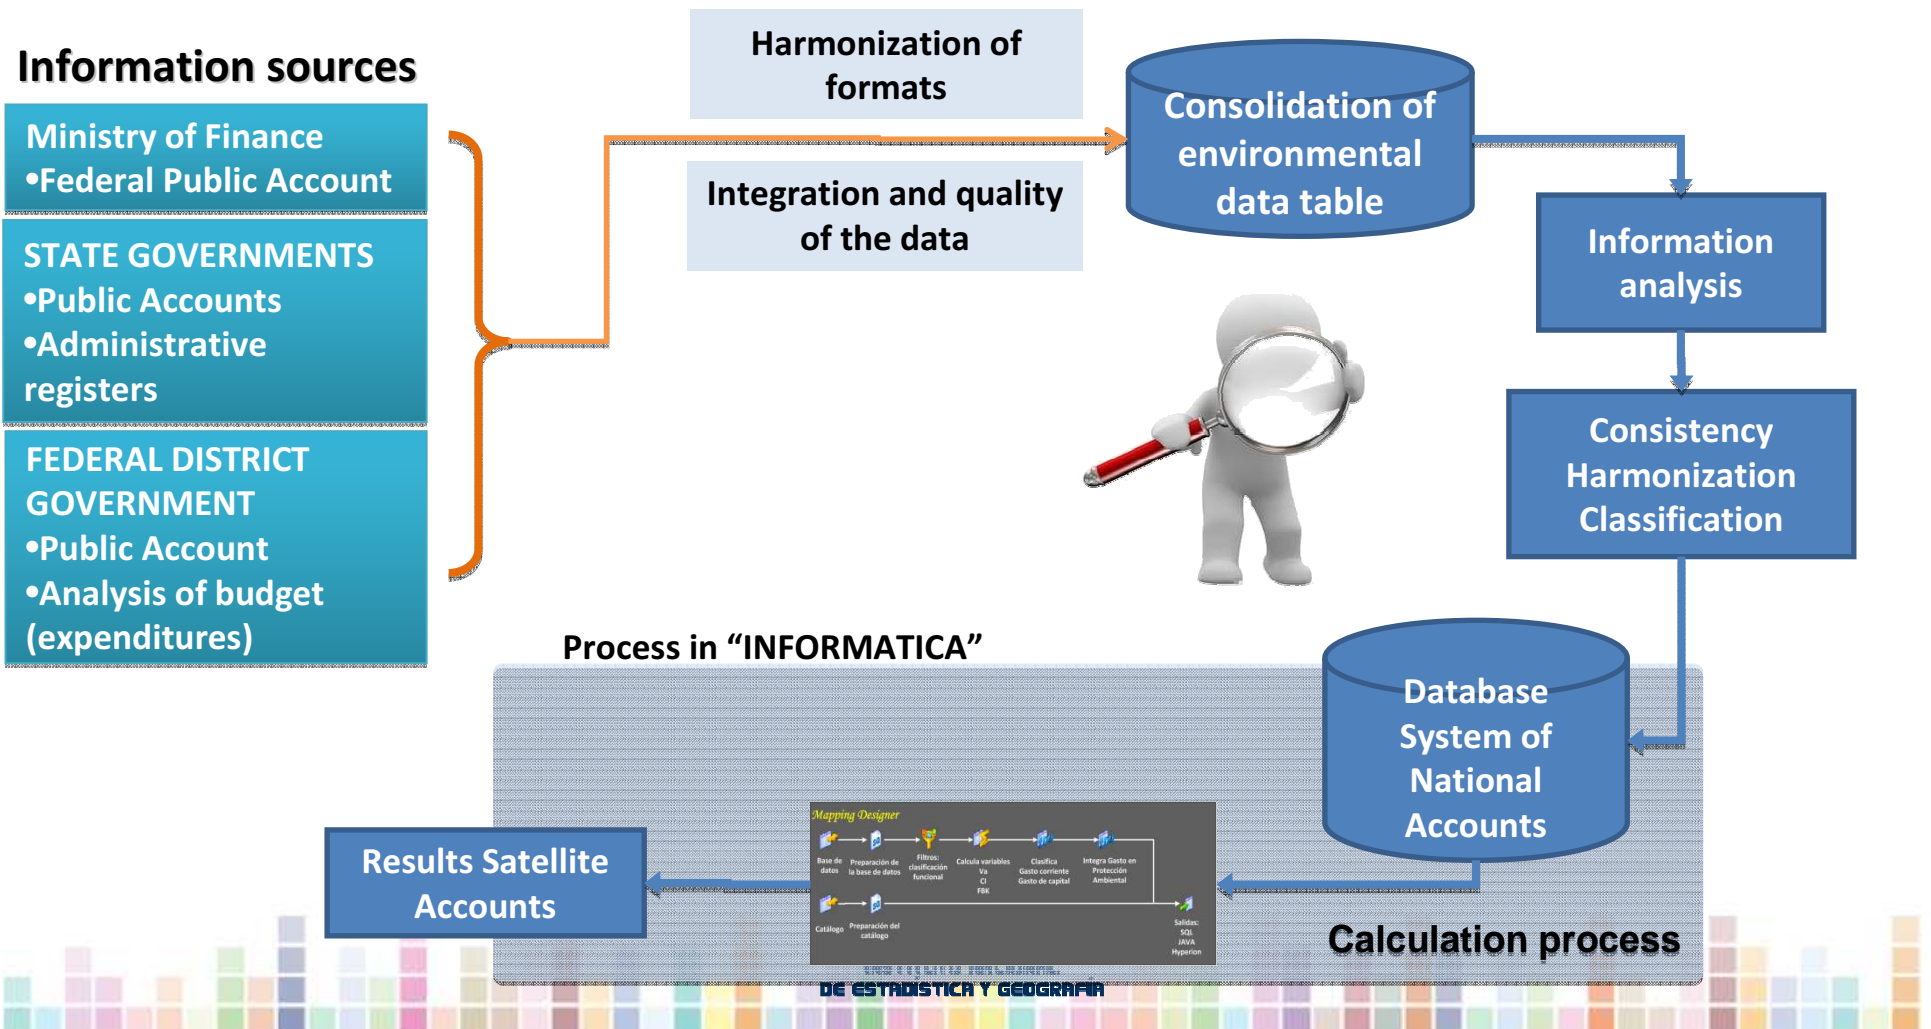 Information sources
Ministry of Finance
•Federal Public Account
STATE GOVERNMENTS
•Public Accounts
•Administrative
registers
FEDERAL DISTRICT
GOVERNMENT
•Public Account
•Analysis of budget
(expenditures)
Harmonization of
formats
Integration and quality
of the data
Consolidation of
environmental
data table
Information
analysis
Consistency
Harmonization
Classification
Database
System of
National
Accounts
Process in “INFORMATICA”
Mapping Designer
Base de
datos
Preparación de
la base de datos
Filtros:
clasificación
funcional
Calcula variables
Va
CI
FBK
Clasifica
Gasto corriente
Gasto de capital
Integra Gasto en
Protección
Ambiental
Catálogo
Preparación del
catálogo
Salidas:
SQL
JAVA
Hyperion
Results Satellite
Accounts
Calculation process
DE ESTADÍSTICA Y GEOGRAFÍA